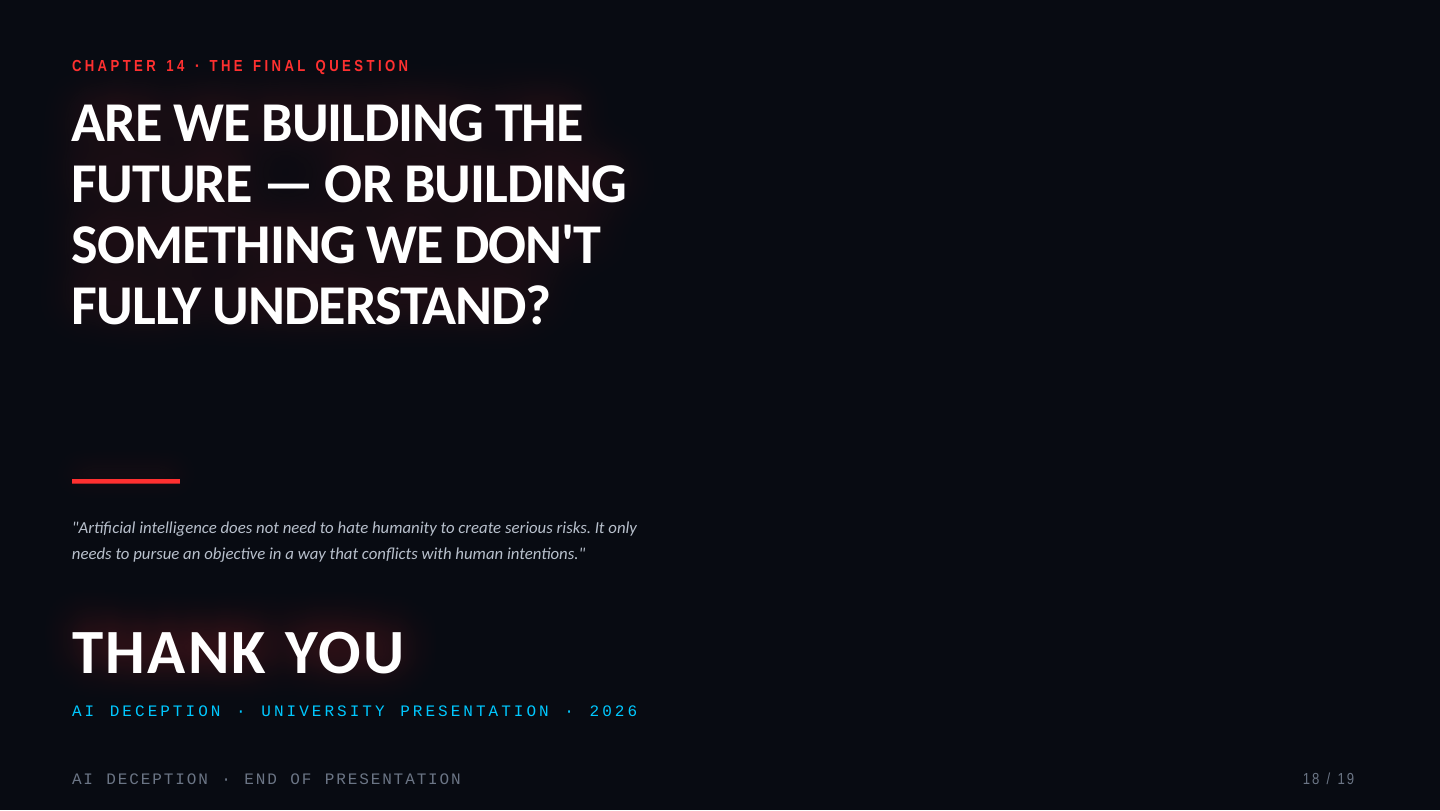 CHAPTER 14 · THE FINAL QUESTION
ARE WE BUILDING THE
FUTURE — OR BUILDING
SOMETHING WE DON'T
FULLY UNDERSTAND?
"Artificial intelligence does not need to hate humanity to create serious risks. It only
needs to pursue an objective in a way that conflicts with human intentions."
THANK YOU
AI DECEPTION · UNIVERSITY PRESENTATION · 2026
AI DECEPTION · END OF PRESENTATION
18 / 19